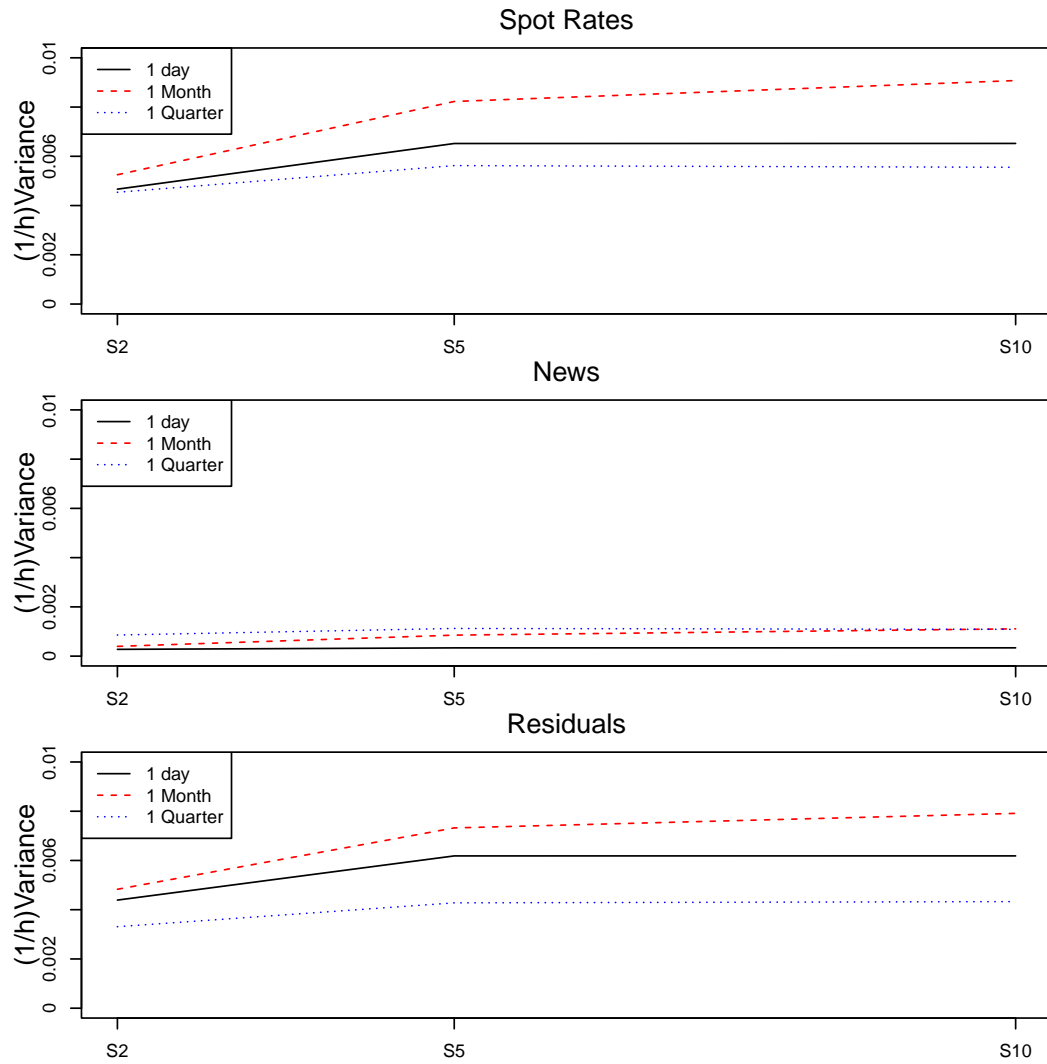 Spot Rates
(1/h)Variance
0.01
0.006
0.002
0
1 day
1 Month
1 Quarter
S2
S5
S10
News
(1/h)Variance
0.01
0.006
0.002
0
1 day
1 Month
1 Quarter
S2
S5
S10
Residuals
(1/h)Variance
0.01
0.006
0.002
0
1 day
1 Month
1 Quarter
S2
S5
S10